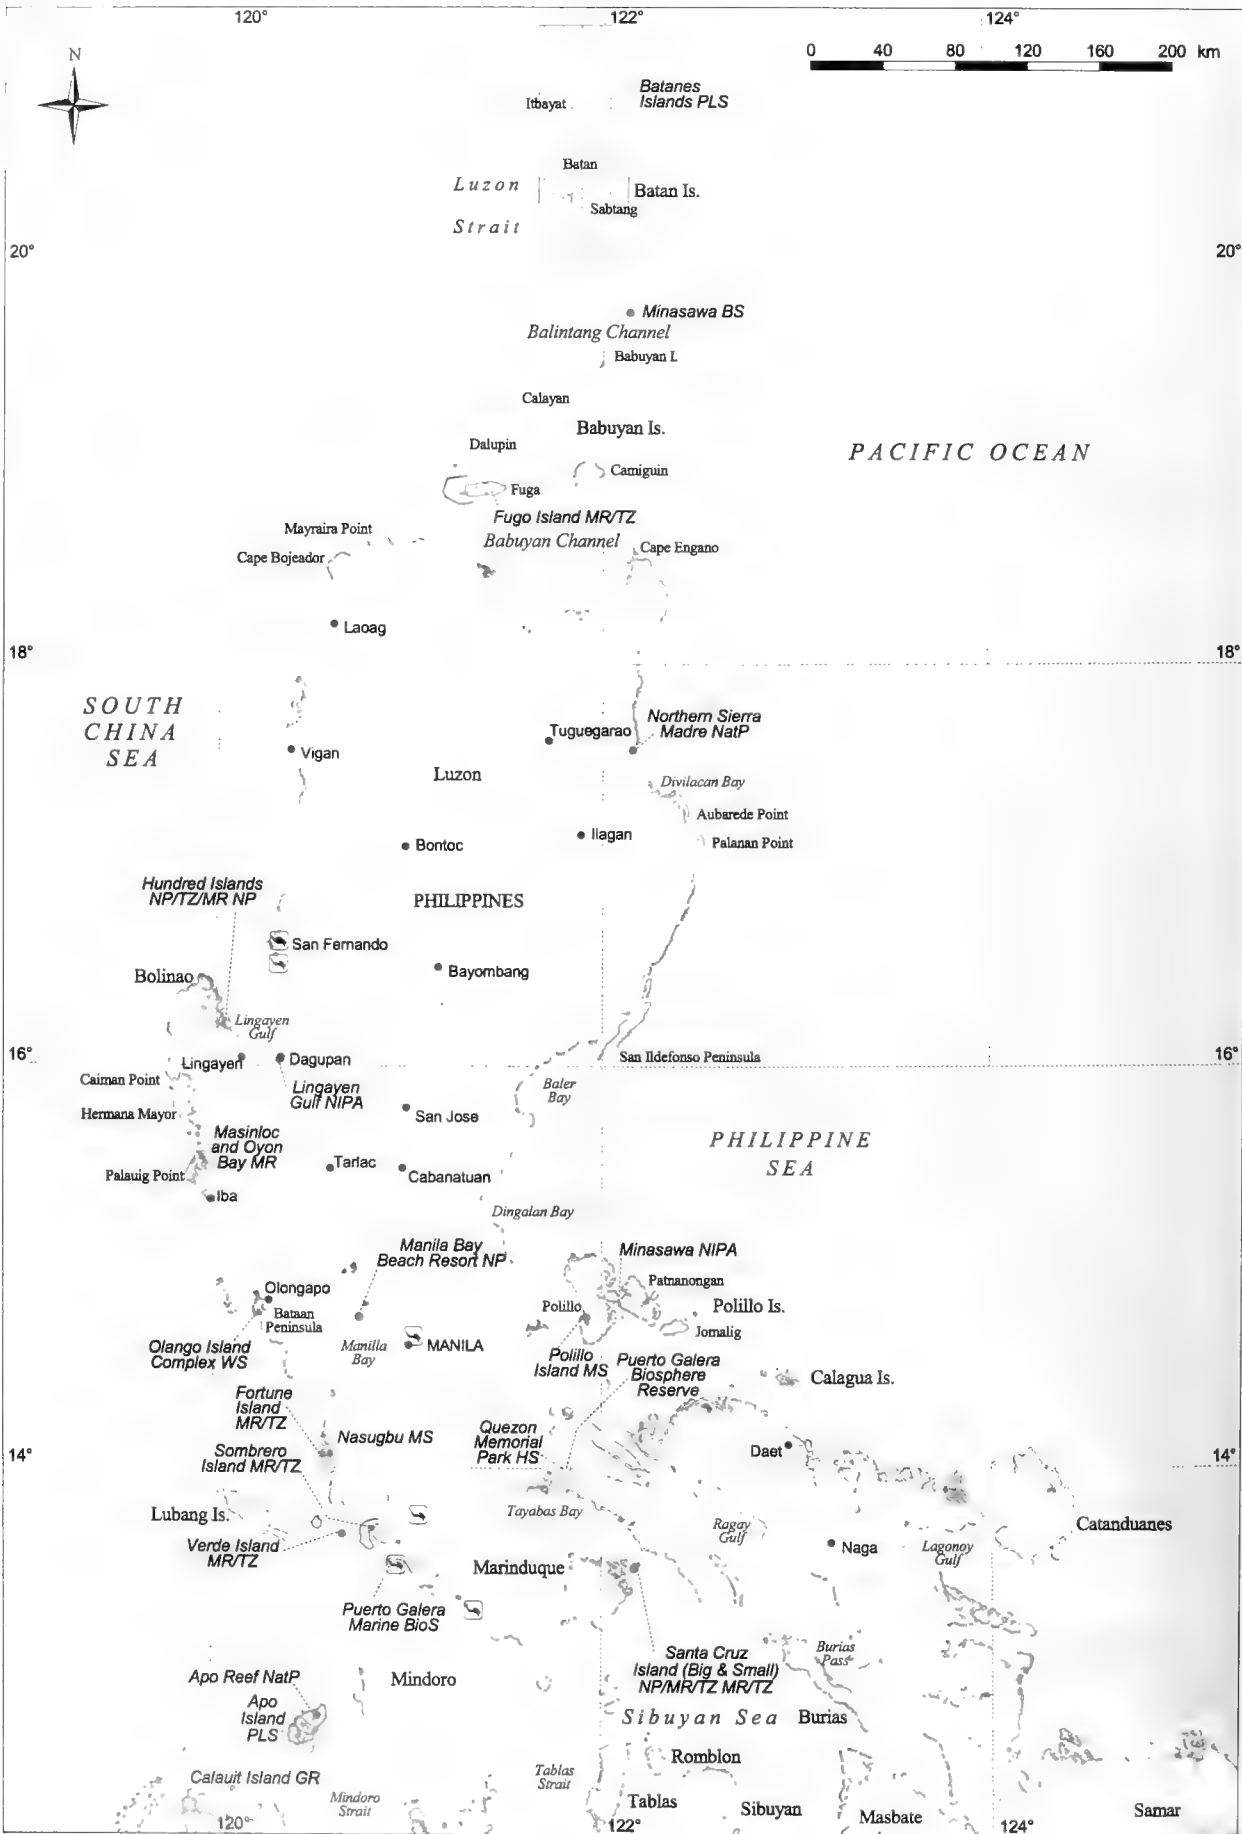 120°
122°
124°
N
0 40 80 120 160 200 km
Itbayat
Batanes
Islands PLS
Batan
Luzon
Strait
Batan Is.
Sabtang
20°
20°
Minasawa BS
Balintang Channel
Babuyan I.
Calayan
Babuyan Is.
Dalupin
PACIFIC OCEAN
Camiguin
Fuga
Fugo Island MR/TZ
Mayraira Point
Babuyan Channel
Cape Engano
Cape Bojeador
Laoag
18°
18°
SOUTH
CHINA
SEA
Northern Sierra
Madre NatP
Tuguegarao
Vigan
Luzon
Divilacan Bay
Aubarede Point
Ilagan
Palanan Point
Bontoc
Hundred Islands
NP/TZ/MR NP
PHILIPPINES
San Fernando
Bolinao
Bayombang
Lingayen
Gulf
16°
16°
Lingayen
Dagupan
San Ildefonso Peninsula
Caiman Point
Lingayen
Gulf NIPA
Baler
Bay
Hermana Mayor
San Jose
Masinloc
and Oyon
Bay MR
PHILIPPINE
SEA
Palauig Point
Tarlac
Cabanatuan
Iba
Dingalan Bay
Manila Bay
Beach Resort NP
Minasawa NIPA
Olongapo
Patnanongan
Polillo
Polillo Is.
Bataan
Peninsula
Jomalig
Olango Island
Complex WS
Manilla
Bay
MANILA
Polillo
Island MS
Puerto Galera
Biosphere
Reserve
Calagua Is.
Fortune
Island
MR/TZ
Nasugbu MS
Quezon
Memorial
Park HS
Daet
14°
14°
Sombrero
Island MR/TZ
Lubang Is.
Tayabas Bay
Ragay
Gulf
Catanduanes
Verde Island
MR/TZ
Naga
Lagonoy
Gulf
Marinduque
Puerto Galera
Marine BioS
Santa Cruz
Island (Big & Small)
NP/MR/TZ MR/TZ
Burias
Pass
Apo Reef NatP
Mindoro
Apo
Island
PLS
Sibuyan Sea
Burias
Romblon
Calauit Island GR
Tablas
Strait
Mindoro
Strait
Tablas
Sibuyan
Masbate
Samar
120°
122°
124°